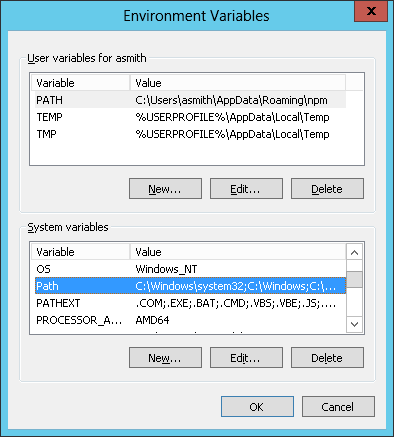 Environment Variables
User variables for asmith
Variable Value
PATH C:\Users\asmith\AppData\Roaming\npm
TEMP %USERPROFILE%\AppData\Local\Temp
TMP %USERPROFILE%\AppData\Local\Temp
New... Edit... Delete
System variables
Variable Value
OS Windows_NT
Path C:\Windows\system32;C:\Windows;C:\...
PATHEXT .COM;.EXE;.BAT;.CMD;.VBS;.VBE;.JS;....
PROCESSOR_A... AMD64
New... Edit... Delete
OK Cancel